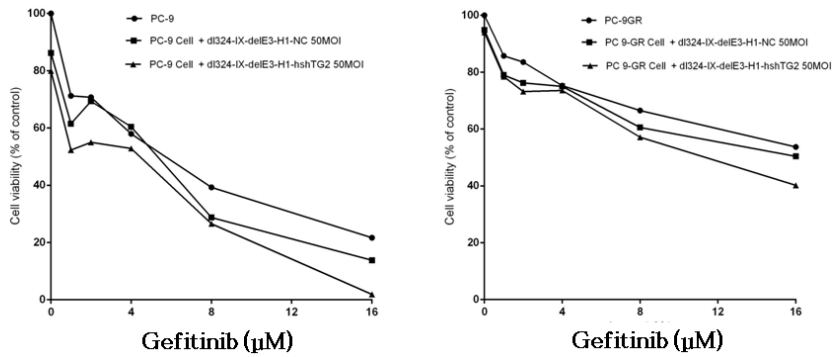 PC-9
PC-9 Cell + dl324-IX-delE3-H1-NC 50MOI
PC-9 Cell + dl324-IX-delE3-H1-hshTG2 50MOI
Cell viability (% of control)
100
80
60
40
20
0
0 4 8 12 16
Gefitinib (μM)
PC-9GR
PC 9-GR Cell + dl324-IX-delE3-H1-NC 50MOI
PC 9-GR Cell + dl324-IX-delE3-H1-hshTG2 50MOI
Cell viability (% of control)
100
80
60
40
20
0
0 4 8 12 16
Gefitinib (μM)